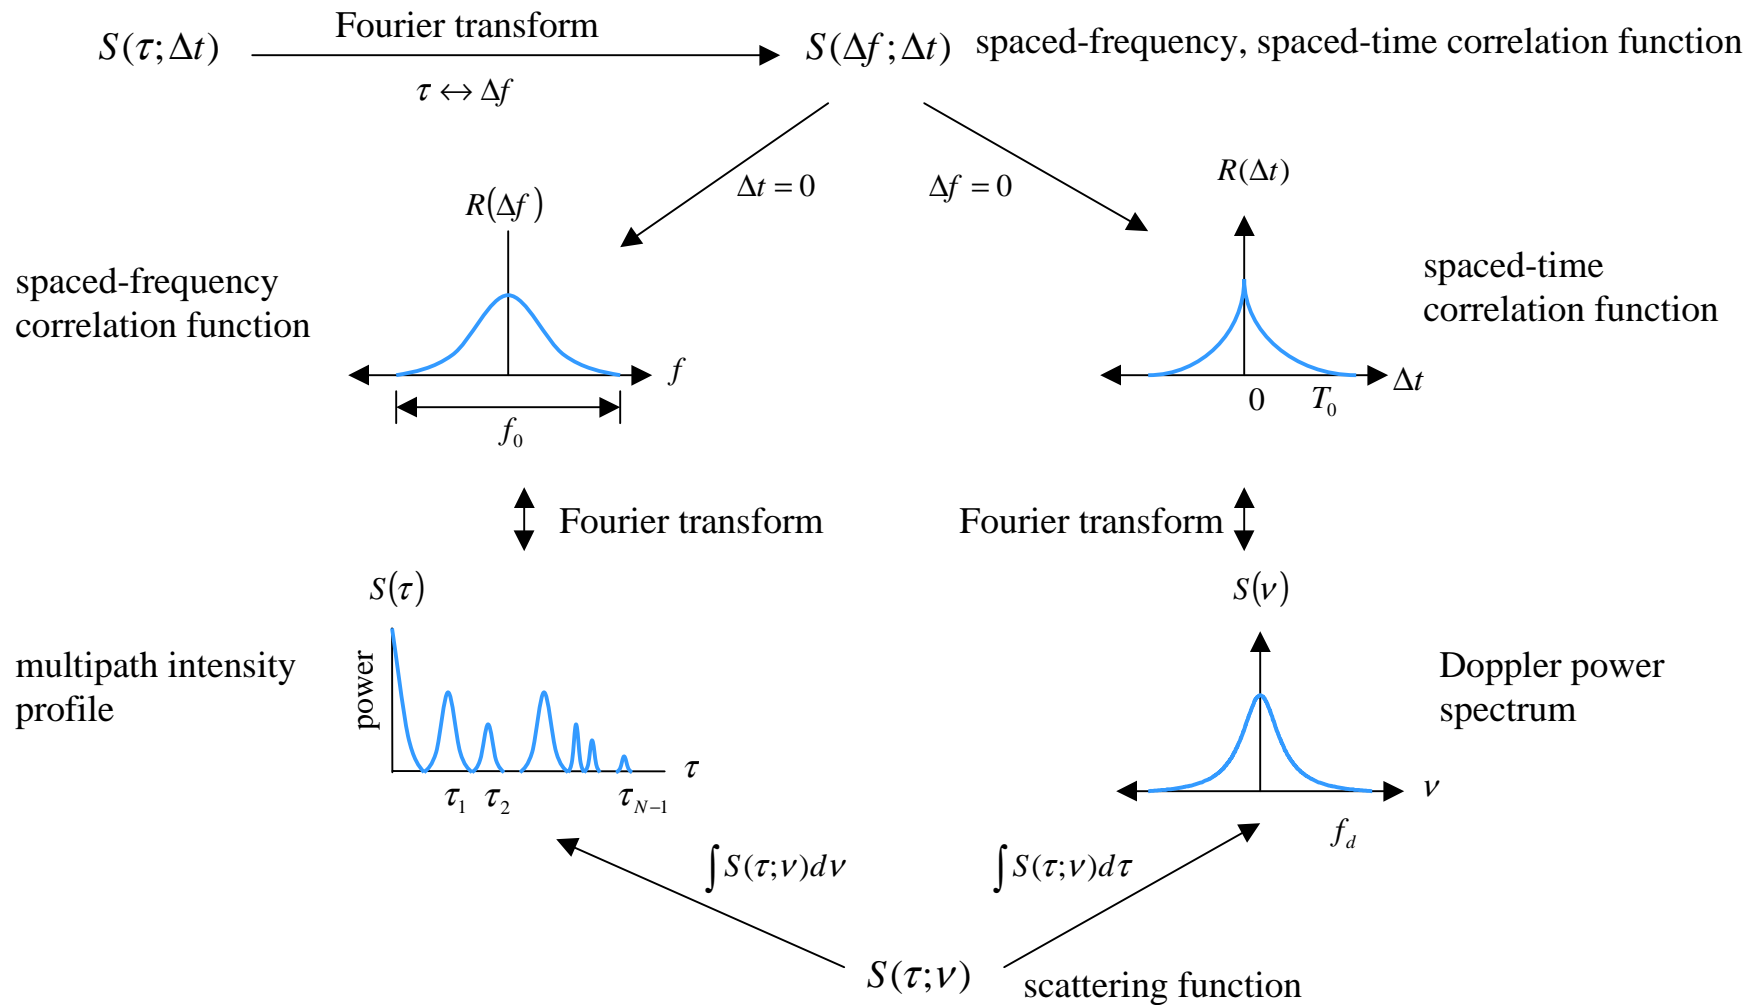 S(τ;Δt)
Fourier transform
τ ↔ Δf
S(Δf;Δt)
spaced-frequency, spaced-time correlation function
Δt = 0
Δf = 0
R(Δf)
R(Δt)
spaced-frequency
correlation function
spaced-time
correlation function
f
f₀
Δt
0
T₀
Fourier transform
Fourier transform
S(τ)
S(ν)
multipath intensity
profile
power
τ
τ₁
τ₂
τ_{N−1}
Doppler power
spectrum
ν
f_d
∫S(τ;ν)dν
∫S(τ;ν)dτ
S(τ;ν)
scattering function